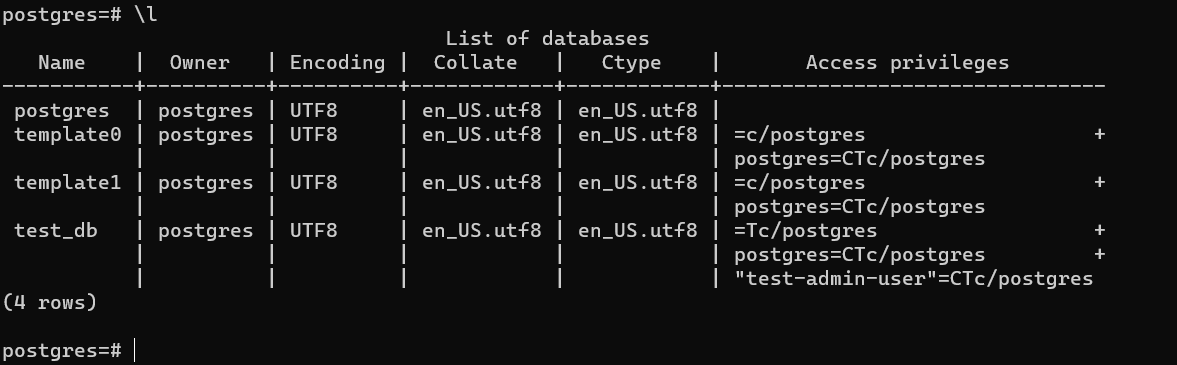 postgres=# \l
                                     List of databases
   Name    |  Owner   | Encoding |  Collate   |   Ctype    |       Access privileges
-----------+----------+----------+------------+------------+--------------------------------
 postgres  | postgres | UTF8     | en_US.utf8 | en_US.utf8 |
 template0 | postgres | UTF8     | en_US.utf8 | en_US.utf8 | =c/postgres                   +
           |          |          |            |            | postgres=CTc/postgres
 template1 | postgres | UTF8     | en_US.utf8 | en_US.utf8 | =c/postgres                   +
           |          |          |            |            | postgres=CTc/postgres
 test_db   | postgres | UTF8     | en_US.utf8 | en_US.utf8 | =Tc/postgres                  +
           |          |          |            |            | postgres=CTc/postgres         +
           |          |          |            |            | "test-admin-user"=CTc/postgres
(4 rows)

postgres=#